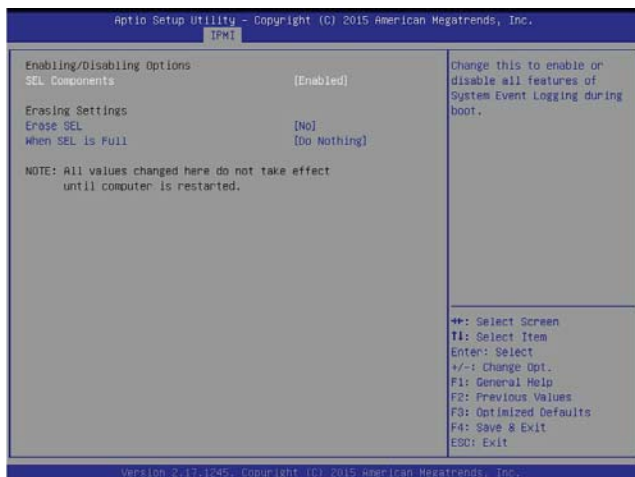 Aptio Setup Utility – Copyright (C) 2015 American Megatrends, Inc.
IPMI
Enabling/Disabling Options
SEL Components [Enabled]
Erasing Settings
Erase SEL [No]
When SEL is Full [Do Nothing]
NOTE: All values changed here do not take effect
until computer is restarted.
Change this to enable or
disable all features of
System Event Logging during
boot.
→←: Select Screen
↑↓: Select Item
Enter: Select
+/-: Change Opt.
F1: General Help
F2: Previous Values
F3: Optimized Defaults
F4: Save & Exit
ESC: Exit
Version 2.17.1245. Copyright (C) 2015 American Megatrends, Inc.